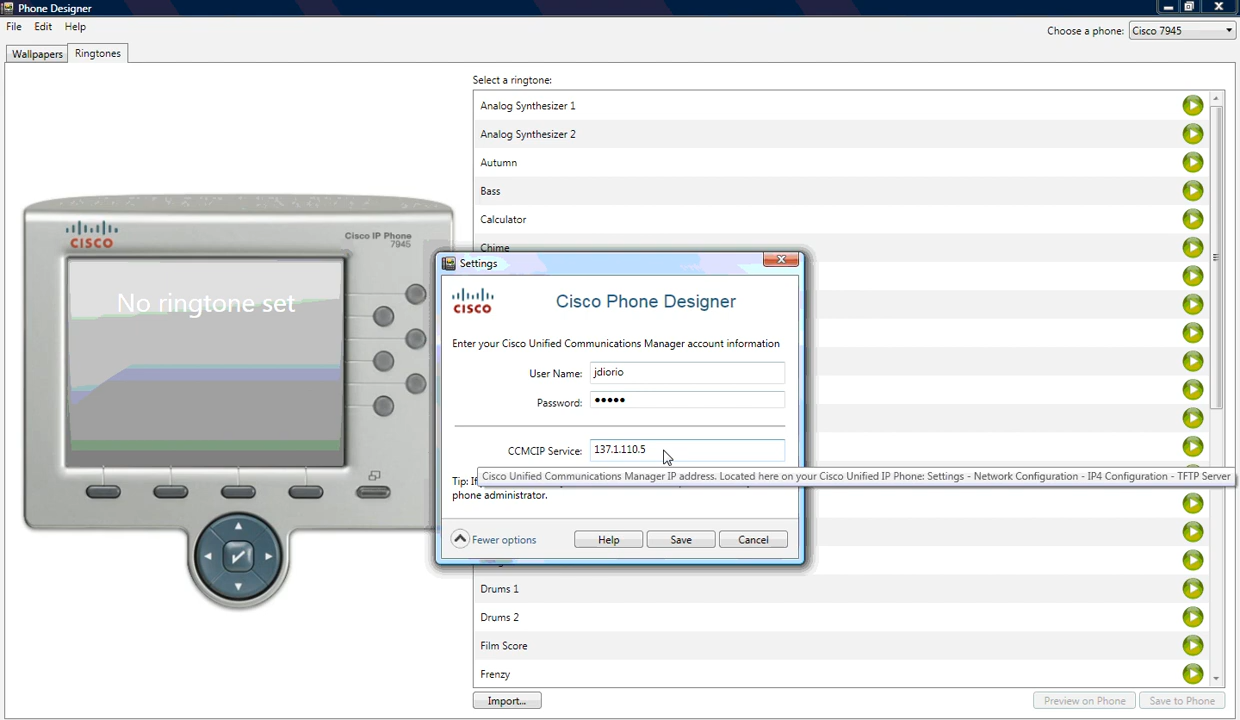 Phone Designer
File Edit Help
Choose a phone: Cisco 7945
Wallpapers Ringtones
Select a ringtone:
Analog Synthesizer 1
Analog Synthesizer 2
Autumn
Bass
Calculator
Chime
CISCO
Cisco IP Phone
7945
No ringtone set
Settings
CISCO
Cisco Phone Designer
Enter your Cisco Unified Communications Manager account information
User Name: jdiorio
Password: •••••
CCMCIP Service: 137.1.110.5
Cisco Unified Communications Manager IP address. Located here on your Cisco Unified IP Phone: Settings - Network Configuration - IP4 Configuration - TFTP Server
Tip:
phone administrator.
Fewer options Help Save Cancel
Drums 1
Drums 2
Film Score
Frenzy
Import...
Preview on Phone Save to Phone